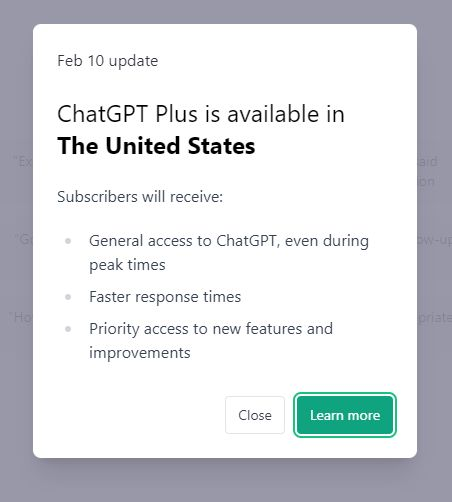 Feb 10 update
ChatGPT Plus is available in
The United States
Subscribers will receive:
General access to ChatGPT, even during
peak times
Faster response times
Priority access to new features and
improvements
Close
Learn more